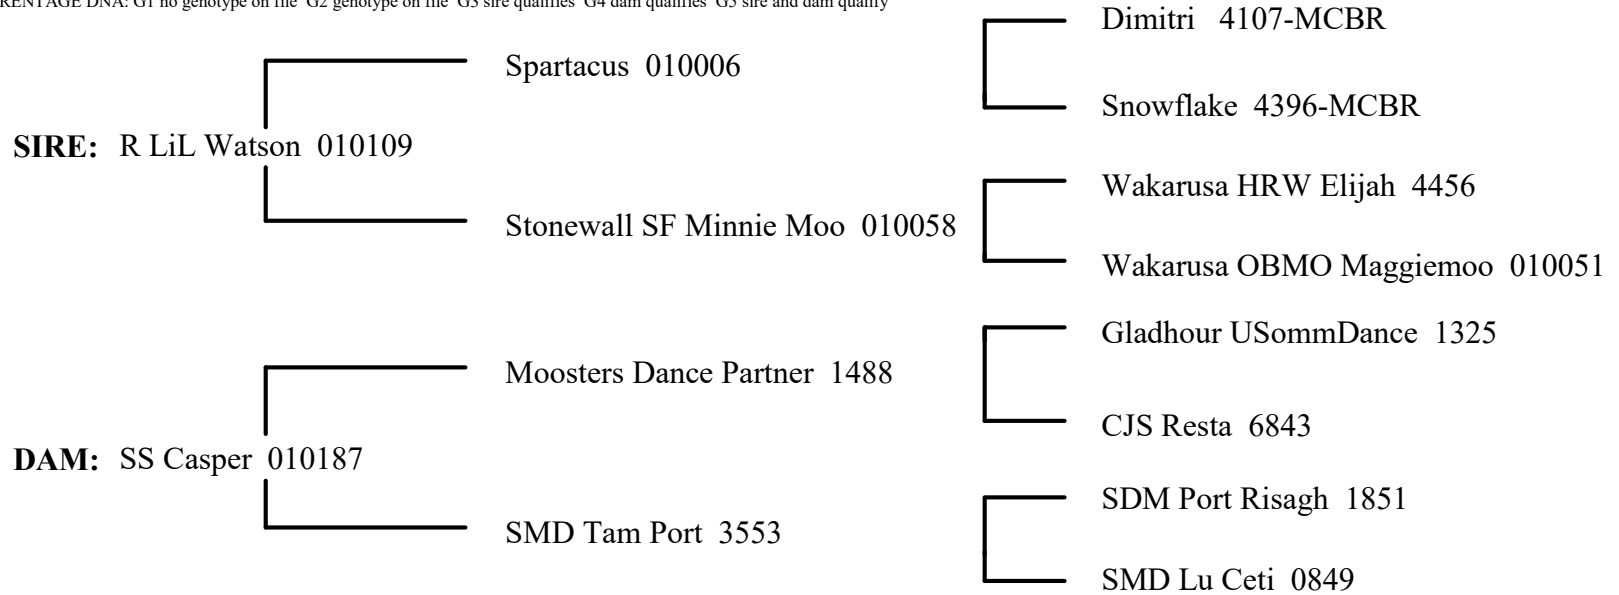 RENTAGE DNA: G1 no genotype on file G2 genotype on file G3 sire qualifies G4 dam qualifies G5 sire and dam qualify
Dimitri 4107-MCBR
Spartacus 010006
Snowflake 4396-MCBR
SIRE: R LiL Watson 010109
Wakarusa HRW Elijah 4456
Stonewall SF Minnie Moo 010058
Wakarusa OBMO Maggiemoo 010051
Gladhour USommDance 1325
Moosters Dance Partner 1488
CJS Resta 6843
DAM: SS Casper 010187
SDM Port Risagh 1851
SMD Tam Port 3553
SMD Lu Ceti 0849